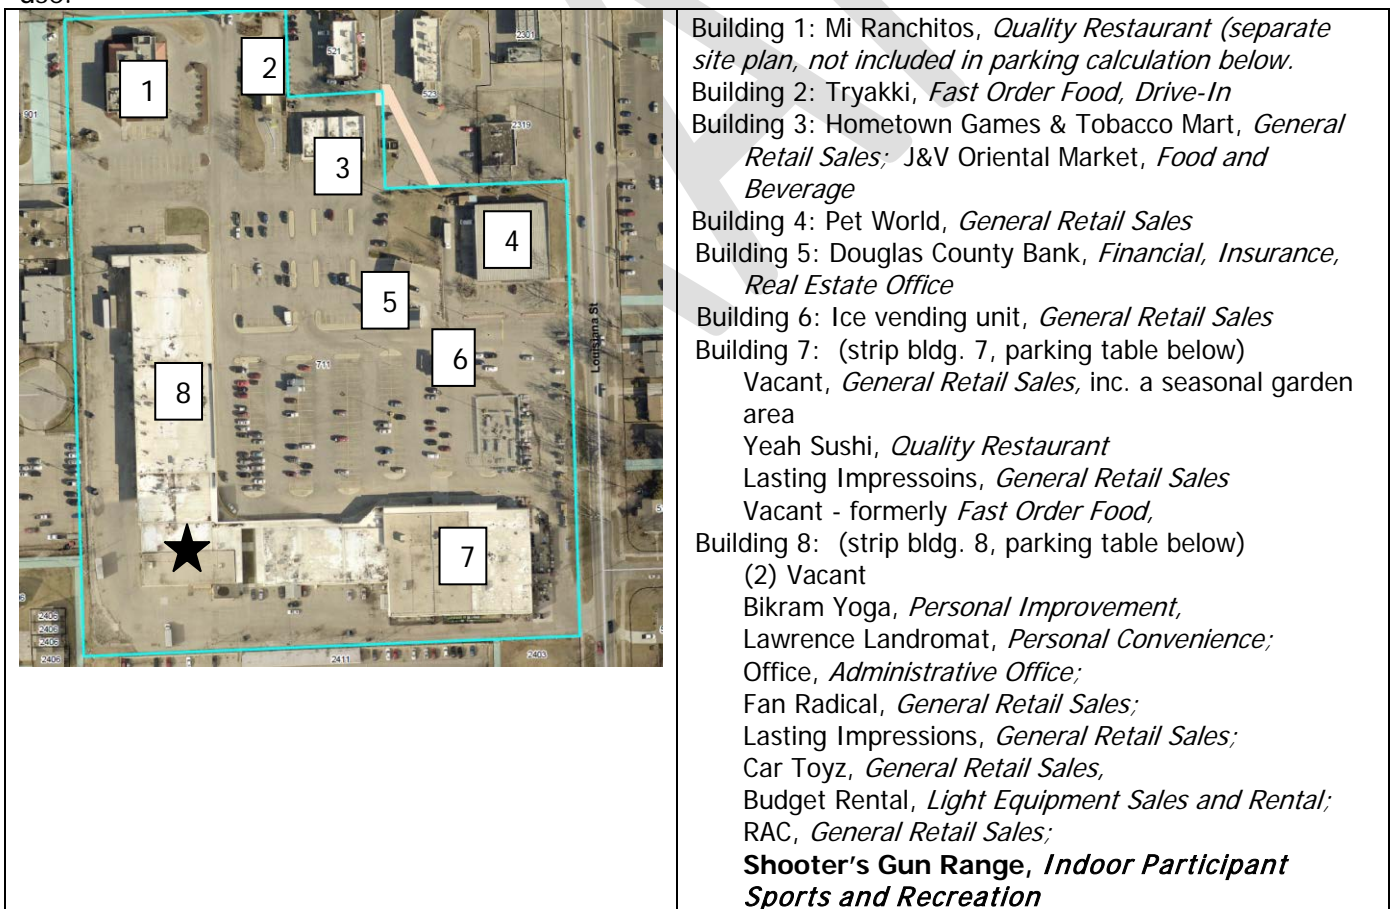 1
2
521
2301
523
901
2319
3
4
5
6
711
8
Louisiana St
7
2406
2406
2406
2406
2411
2403
Building 1: Mi Ranchitos, Quality Restaurant (separate
site plan, not included in parking calculation below.
Building 2: Tryakki, Fast Order Food, Drive-In
Building 3: Hometown Games & Tobacco Mart, General
Retail Sales; J&V Oriental Market, Food and
Beverage
Building 4: Pet World, General Retail Sales
Building 5: Douglas County Bank, Financial, Insurance,
Real Estate Office
Building 6: Ice vending unit, General Retail Sales
Building 7: (strip bldg. 7, parking table below)
Vacant, General Retail Sales, inc. a seasonal garden
area
Yeah Sushi, Quality Restaurant
Lasting Impressoins, General Retail Sales
Vacant - formerly Fast Order Food,
Building 8: (strip bldg. 8, parking table below)
(2) Vacant
Bikram Yoga, Personal Improvement,
Lawrence Landromat, Personal Convenience;
Office, Administrative Office;
Fan Radical, General Retail Sales;
Lasting Impressions, General Retail Sales;
Car Toyz, General Retail Sales,
Budget Rental, Light Equipment Sales and Rental;
RAC, General Retail Sales;
Shooter's Gun Range, Indoor Participant
Sports and Recreation